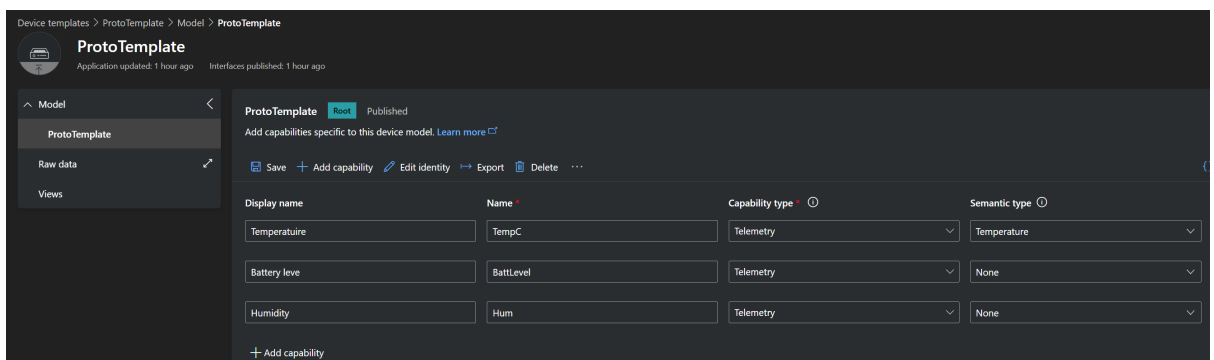 Device templates > ProtoTemplate > Model > ProtoTemplate
ProtoTemplate
Application updated: 1 hour ago Interfaces published: 1 hour ago
Model
ProtoTemplate
Raw data
Views
ProtoTemplate Root Published
Add capabilities specific to this device model. Learn more
Save + Add capability Edit identity Export Delete ...
Display name Name * Capability type * Semantic type
Temperatuire TempC Telemetry Temperature
Battery leve BattLevel Telemetry None
Humidity Hum Telemetry None
+ Add capability